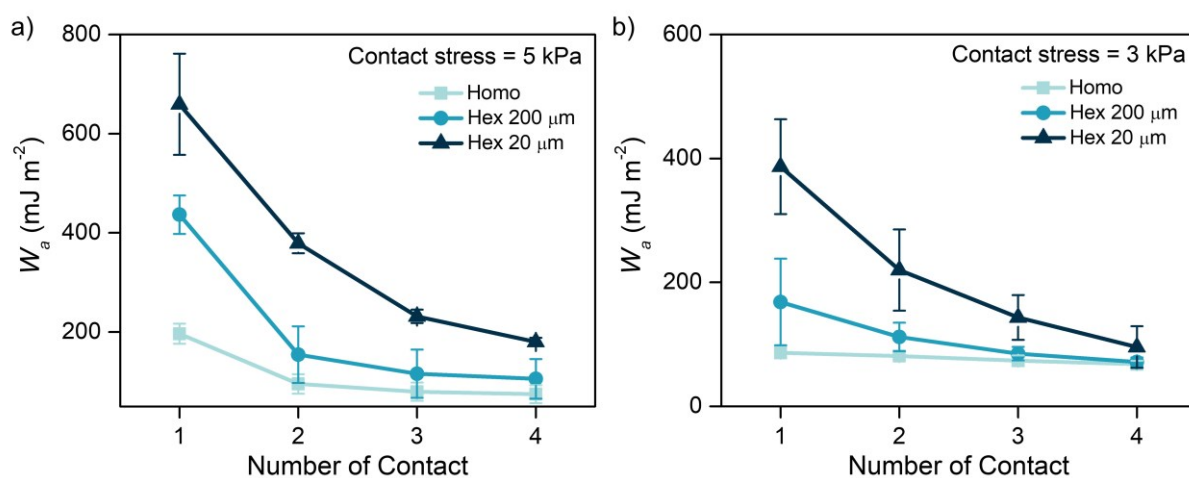 a)
Contact stress = 5 kPa
Homo
Hex 200 μm
Hex 20 μm
Wₐ (mJ m⁻²)
800
600
400
200
1 2 3 4
Number of Contact
b)
Contact stress = 3 kPa
Homo
Hex 200 μm
Hex 20 μm
Wₐ (mJ m⁻²)
600
400
200
0
1 2 3 4
Number of Contact